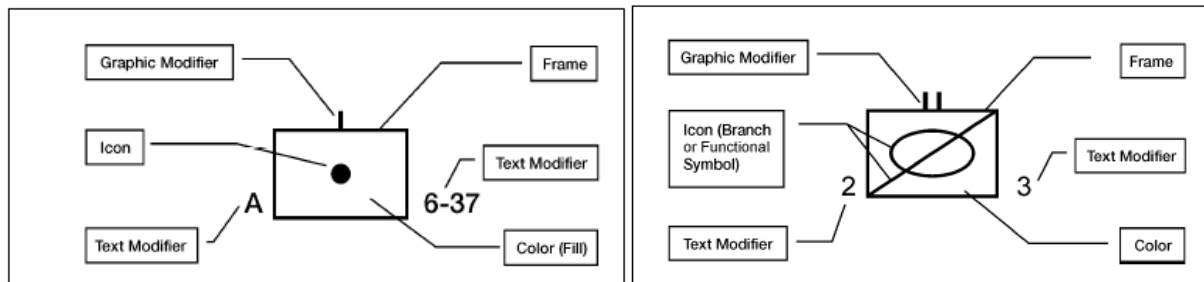 Graphic Modifier
Frame
Icon
Text Modifier
A
6-37
Text Modifier
Color (Fill)
Graphic Modifier
Frame
Icon (Branch
or Functional
Symbol)
Text Modifier
2
3
Text Modifier
Color